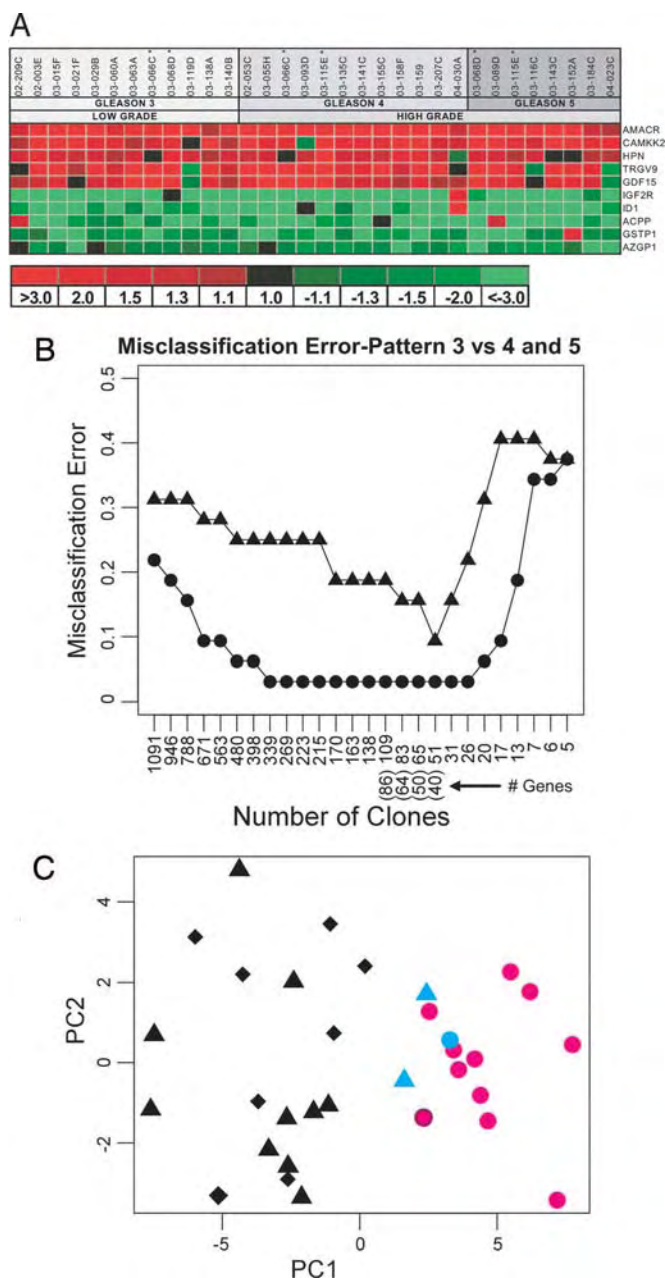 A
02-209C
02-003E
03-015F
03-021F
03-029B
03-060A
03-063A
03-066C *
03-068D *
03-119D
03-138A
03-140B
02-053C
03-055H
03-066C *
03-093D
03-115E *
03-135C
03-141C
03-155C
03-158F
03-159
03-207C
04-030A
03-068D *
03-089D
03-115E *
03-116C
03-143C
03-152A
03-184C
04-023C
GLEASON 3 GLEASON 4 GLEASON 5
LOW GRADE HIGH GRADE
AMACR
CAMKK2
HPN
TRGV9
GDF15
IGF2R
ID1
ACPP
GSTP1
AZGP1
>3.0 2.0 1.5 1.3 1.1 1.0 -1.1 -1.3 -1.5 -2.0 <-3.0
B
Misclassification Error-Pattern 3 vs 4 and 5
Misclassification Error
0.5
0.4
0.3
0.2
0.1
0
1091
946
788
671
563
480
398
339
269
223
215
170
163
138
(86) 109
(64) 83
(50) 65
(40) 51
31
26
20
17
13
7
6
5
# Genes
Number of Clones
C
PC2
4
2
0
-2
-5 0 5
PC1